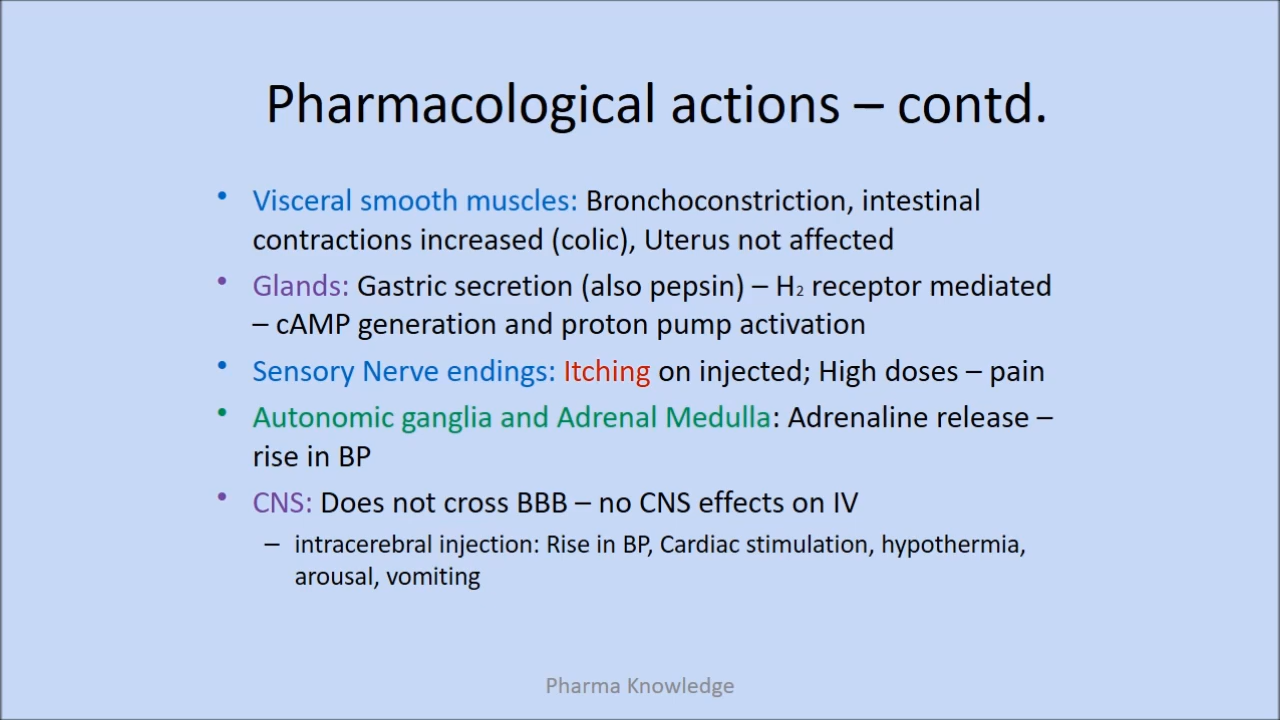 Pharmacological actions – contd.
• Visceral smooth muscles: Bronchoconstriction, intestinal
contractions increased (colic), Uterus not affected
• Glands: Gastric secretion (also pepsin) – H₂ receptor mediated
– cAMP generation and proton pump activation
• Sensory Nerve endings: Itching on injected; High doses – pain
• Autonomic ganglia and Adrenal Medulla: Adrenaline release –
rise in BP
• CNS: Does not cross BBB – no CNS effects on IV
– intracerebral injection: Rise in BP, Cardiac stimulation, hypothermia,
arousal, vomiting
Pharma Knowledge